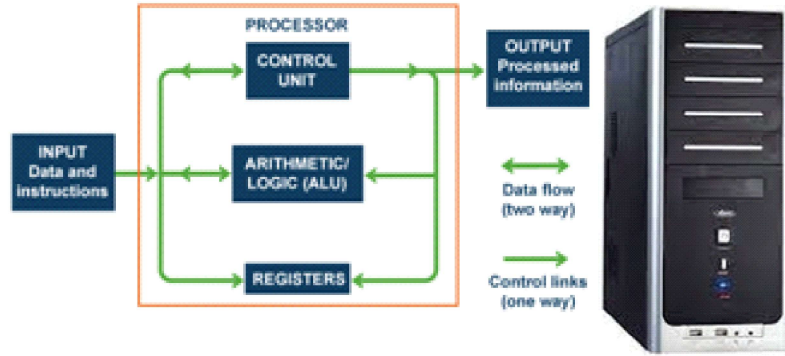 PROCESSOR
CONTROL
UNIT
OUTPUT
Processed
information
INPUT
Data and
instructions
ARITHMETIC/
LOGIC (ALU)
Data flow
(two way)
REGISTERS
Control links
(one way)